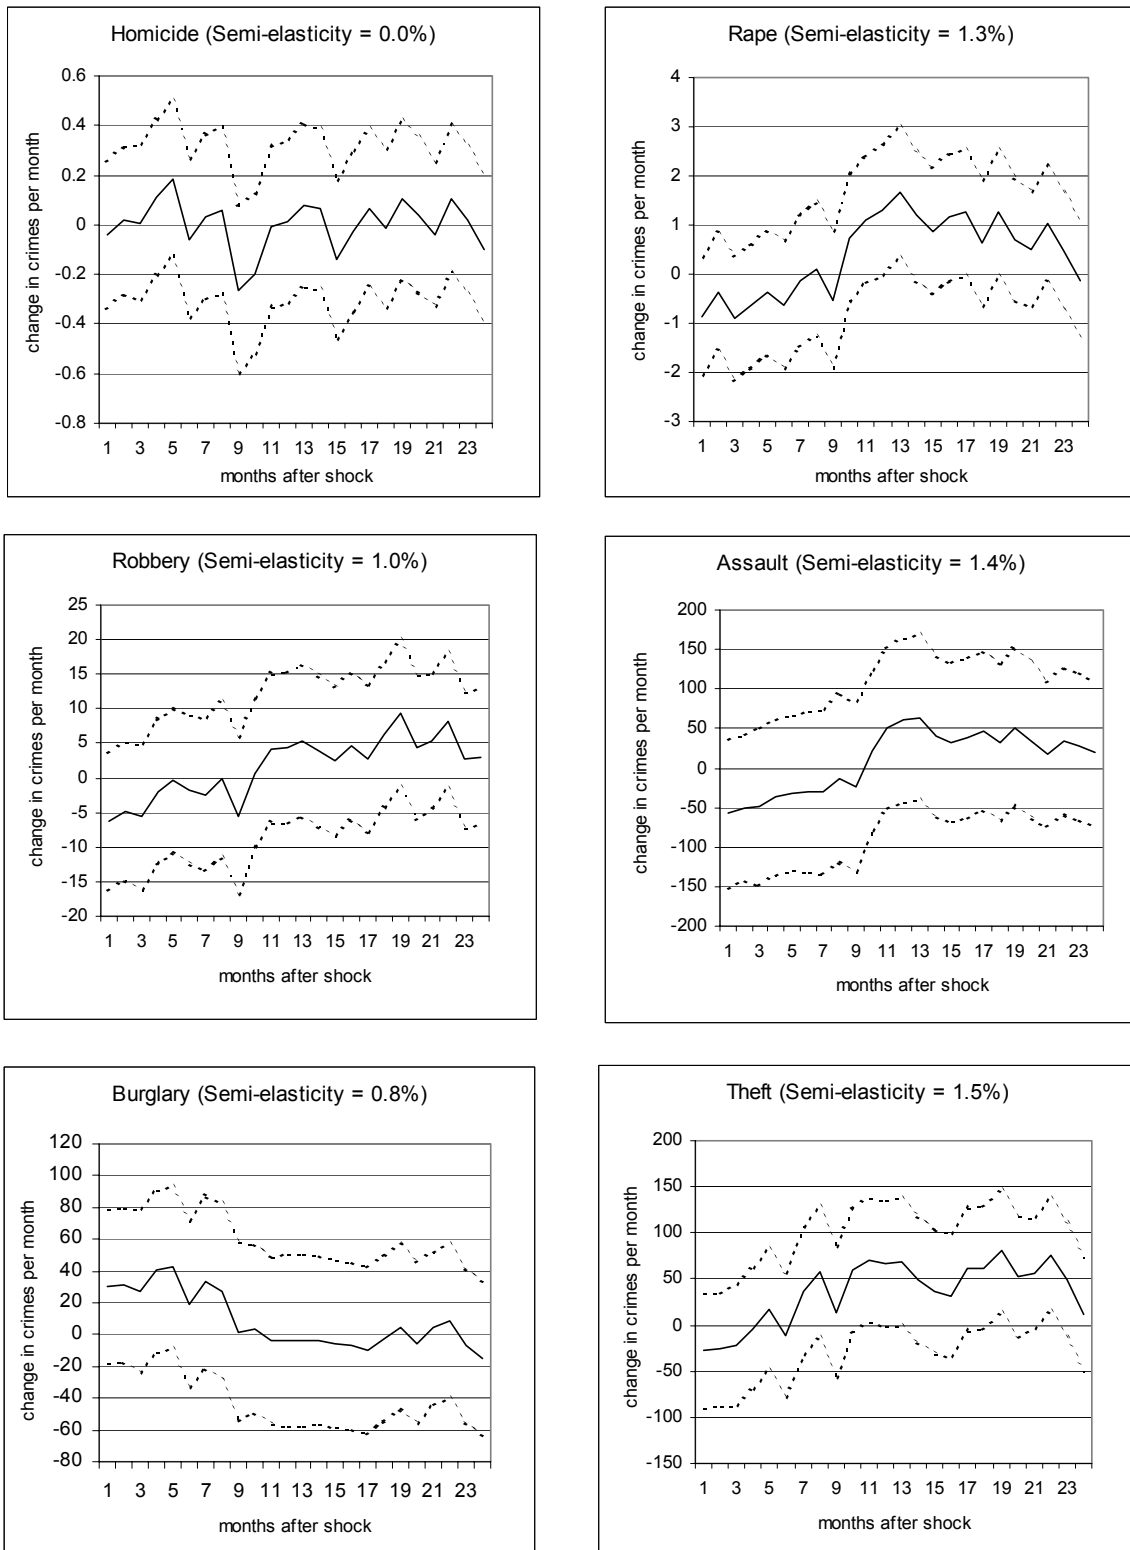 Homicide (Semi-elasticity = 0.0%)
0.6
0.4
0.2
0
-0.2
-0.4
-0.6
-0.8
change in crimes per month
1 3 5 7 9 11 13 15 17 19 21 23
months after shock
Rape (Semi-elasticity = 1.3%)
4
3
2
1
0
-1
-2
-3
change in crimes per month
1 3 5 7 9 11 13 15 17 19 21 23
months after shock
Robbery (Semi-elasticity = 1.0%)
25
20
15
10
5
0
-5
-10
-15
-20
change in crimes per month
1 3 5 7 9 11 13 15 17 19 21 23
months after shock
Assault (Semi-elasticity = 1.4%)
200
150
100
50
0
-50
-100
-150
-200
change in crimes per month
1 3 5 7 9 11 13 15 17 19 21 23
months after shock
Burglary (Semi-elasticity = 0.8%)
120
100
80
60
40
20
0
-20
-40
-60
-80
change in crimes per month
1 3 5 7 9 11 13 15 17 19 21 23
months after shock
Theft (Semi-elasticity = 1.5%)
200
150
100
50
0
-50
-100
-150
change in crimes per month
1 3 5 7 9 11 13 15 17 19 21 23
months after shock